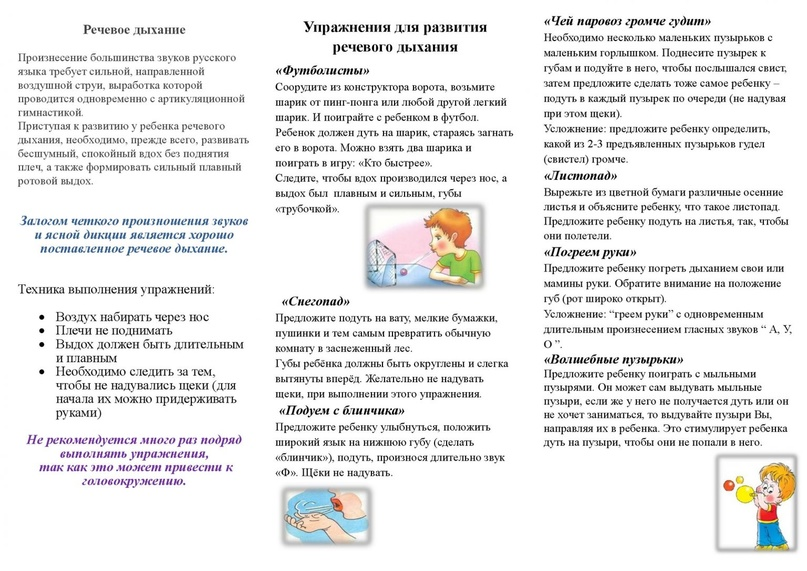 Речевое дыхание
Произнесение большинства звуков русского
языка требует сильной, направленной
воздушной струи, выработка которой
проводится одновременно с артикуляционной
гимнастикой.
Приступая к развитию у ребенка речевого
дыхания, необходимо, прежде всего, развивать
бесшумный, спокойный вдох без поднятия
плеч, а также формировать сильный плавный
ротовой выдох.
Залогом четкого произношения звуков
и ясной дикции является хорошо
поставленное речевое дыхание.
Техника выполнения упражнений:
• Воздух набирать через нос
• Плечи не поднимать
• Выдох должен быть длительным
и плавным
• Необходимо следить за тем,
чтобы не надувались щеки (для
начала их можно придерживать
руками)
Не рекомендуется много раз подряд
выполнять упражнения,
так как это может привести к
головокружению.
Упражнения для развития
речевого дыхания
«Футболисты»
Соорудите из конструктора ворота, возьмите
шарик от пинг-понга или любой другой легкий
шарик. И поиграйте с ребенком в футбол.
Ребенок должен дуть на шарик, стараясь загнать
его в ворота. Можно взять два шарика и
поиграть в игру: «Кто быстрее».
Следите, чтобы вдох производился через нос, а
выдох был  плавным и сильным, губы
«трубочкой».
«Снегопад»
Предложите подуть на вату, мелкие бумажки,
пушинки и тем самым превратить обычную
комнату в заснеженный лес.
Губы ребёнка должны быть округлены и слегка
вытянуты вперёд. Желательно не надувать
щеки, при выполнении этого упражнения.
«Подуем с блинчика»
Предложите ребенку улыбнуться, положить
широкий язык на нижнюю губу (сделать
«блинчик»), подуть, произнося длительно звук
«Ф». Щёки не надувать.
«Чей паровоз громче гудит»
Необходимо несколько маленьких пузырьков с
маленьким горлышком. Поднесите пузырек к
губам и подуйте в него, чтобы послышался свист,
затем предложите сделать тоже самое ребенку –
подуть в каждый пузырек по очереди (не надувая
при этом щеки).
Усложнение: предложите ребенку определить,
какой из 2-3 предъявленных пузырьков гудел
(свистел) громче.
«Листопад»
Вырежьте из цветной бумаги различные осенние
листья и объясните ребенку, что такое листопад.
Предложите ребенку подуть на листья, так, чтобы
они полетели.
«Погреем руки»
Предложите ребенку погреть дыханием свои или
мамины руки. Обратите внимание на положение
губ (рот широко открыт).
Усложнение: “греем руки” с одновременным
длительным произнесением гласных звуков “ А, У,
О ”.
«Волшебные пузырьки»
Предложите ребенку поиграть с мыльными
пузырями. Он может сам выдувать мыльные
пузыри, если же у него не получается дуть или он
не хочет заниматься, то выдувайте пузыри Вы,
направляя их в ребенка. Это стимулирует ребенка
дуть на пузыри, чтобы они не попали в него.